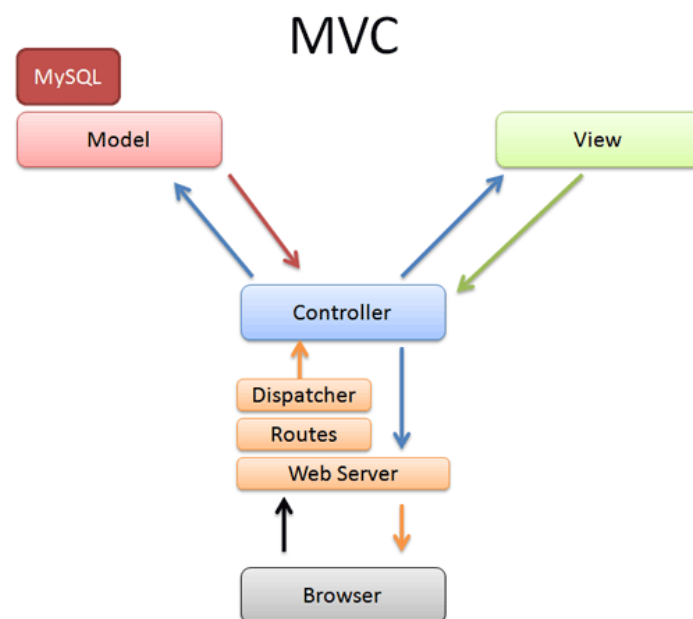 MVC
MySQL
Model
View
Controller
Dispatcher
Routes
Web Server
Browser